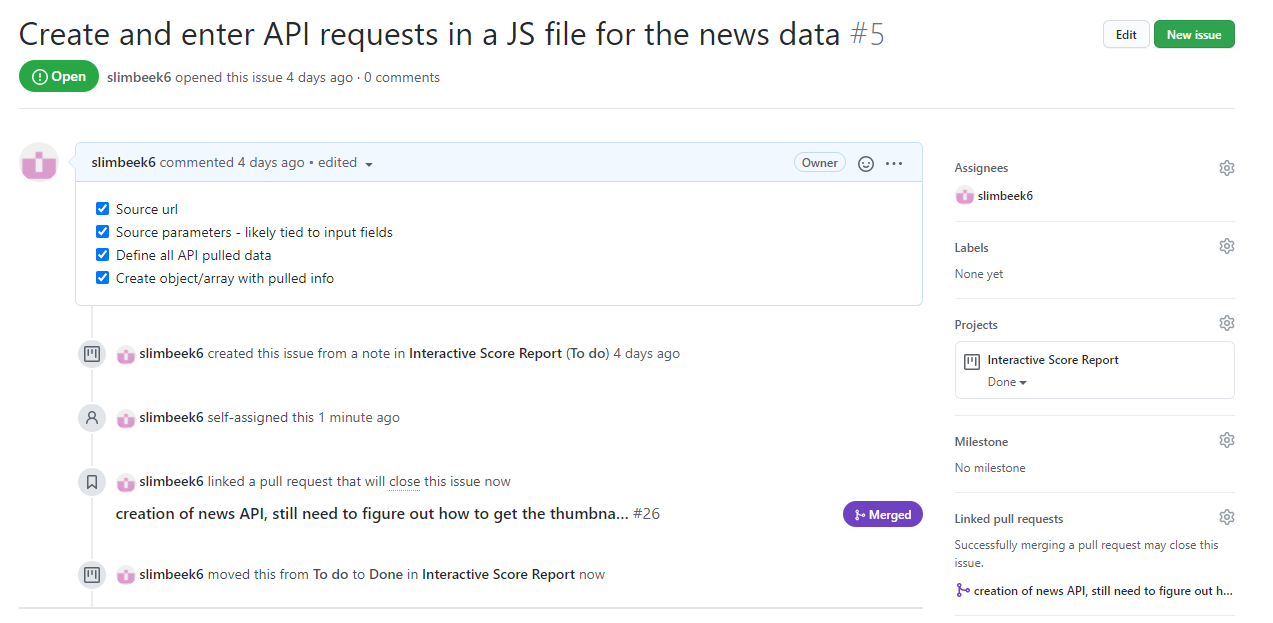 Create and enter API requests in a JS file for the news data #5
Edit
New issue
Open
slimbeek6 opened this issue 4 days ago · 0 comments
slimbeek6 commented 4 days ago • edited
Owner
Source url
Source parameters - likely tied to input fields
Define all API pulled data
Create object/array with pulled info
slimbeek6 created this issue from a note in Interactive Score Report (To do) 4 days ago
slimbeek6 self-assigned this 1 minute ago
slimbeek6 linked a pull request that will close this issue now
creation of news API, still need to figure out how to get the thumbna... #26
Merged
slimbeek6 moved this from To do to Done in Interactive Score Report now
Assignees
slimbeek6
Labels
None yet
Projects
Interactive Score Report
Done
Milestone
No milestone
Linked pull requests
Successfully merging a pull request may close this
issue.
creation of news API, still need to figure out h...